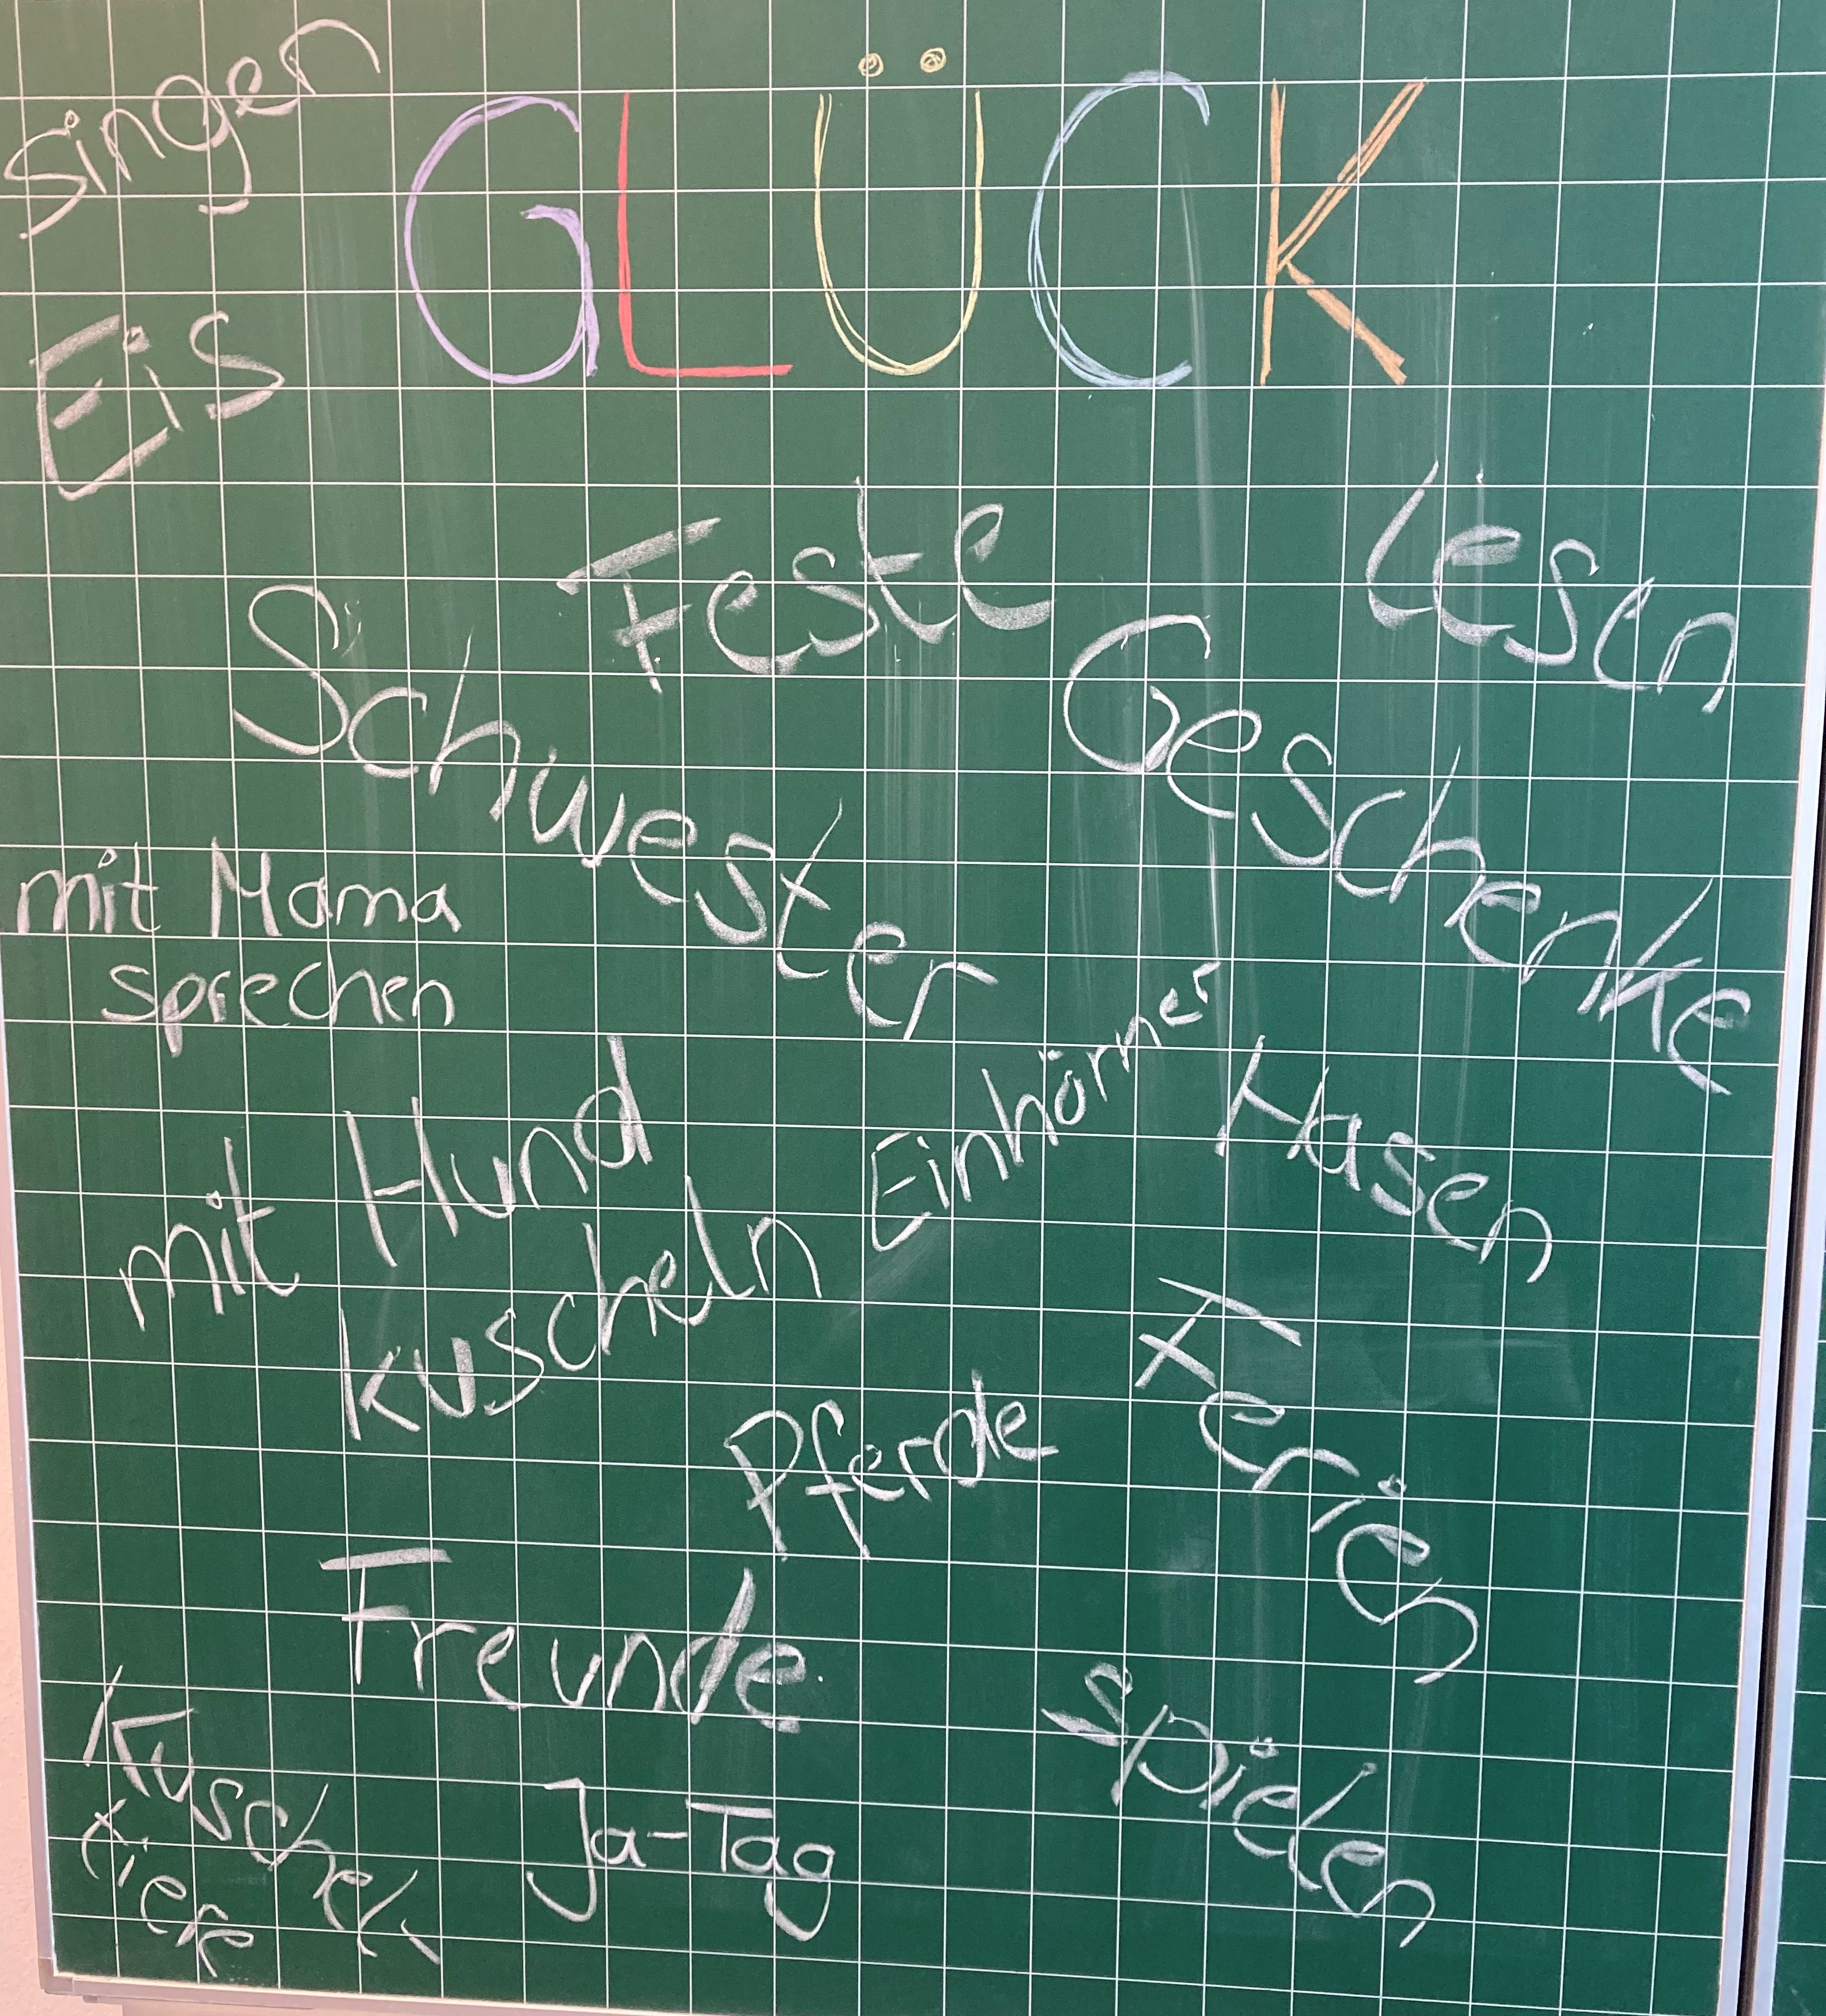 singen
GLÜCK
Eis
Feste
lesen
Schwester
Geschenke
mit Mama
sprechen
Einhörner
Hasen
mit Hund
kuscheln
Ferien
Pferde
Freunde
spielen
Kuschel-
tiere
Ja-Tag